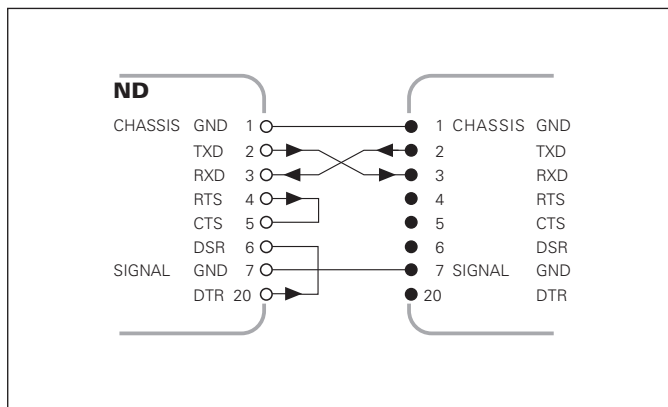 ND
CHASSIS GND 1 1 CHASSIS GND
TXD 2 2 TXD
RXD 3 3 RXD
RTS 4 4 RTS
CTS 5 5 CTS
DSR 6 6 DSR
SIGNAL GND 7 7 SIGNAL GND
DTR 20 20 DTR